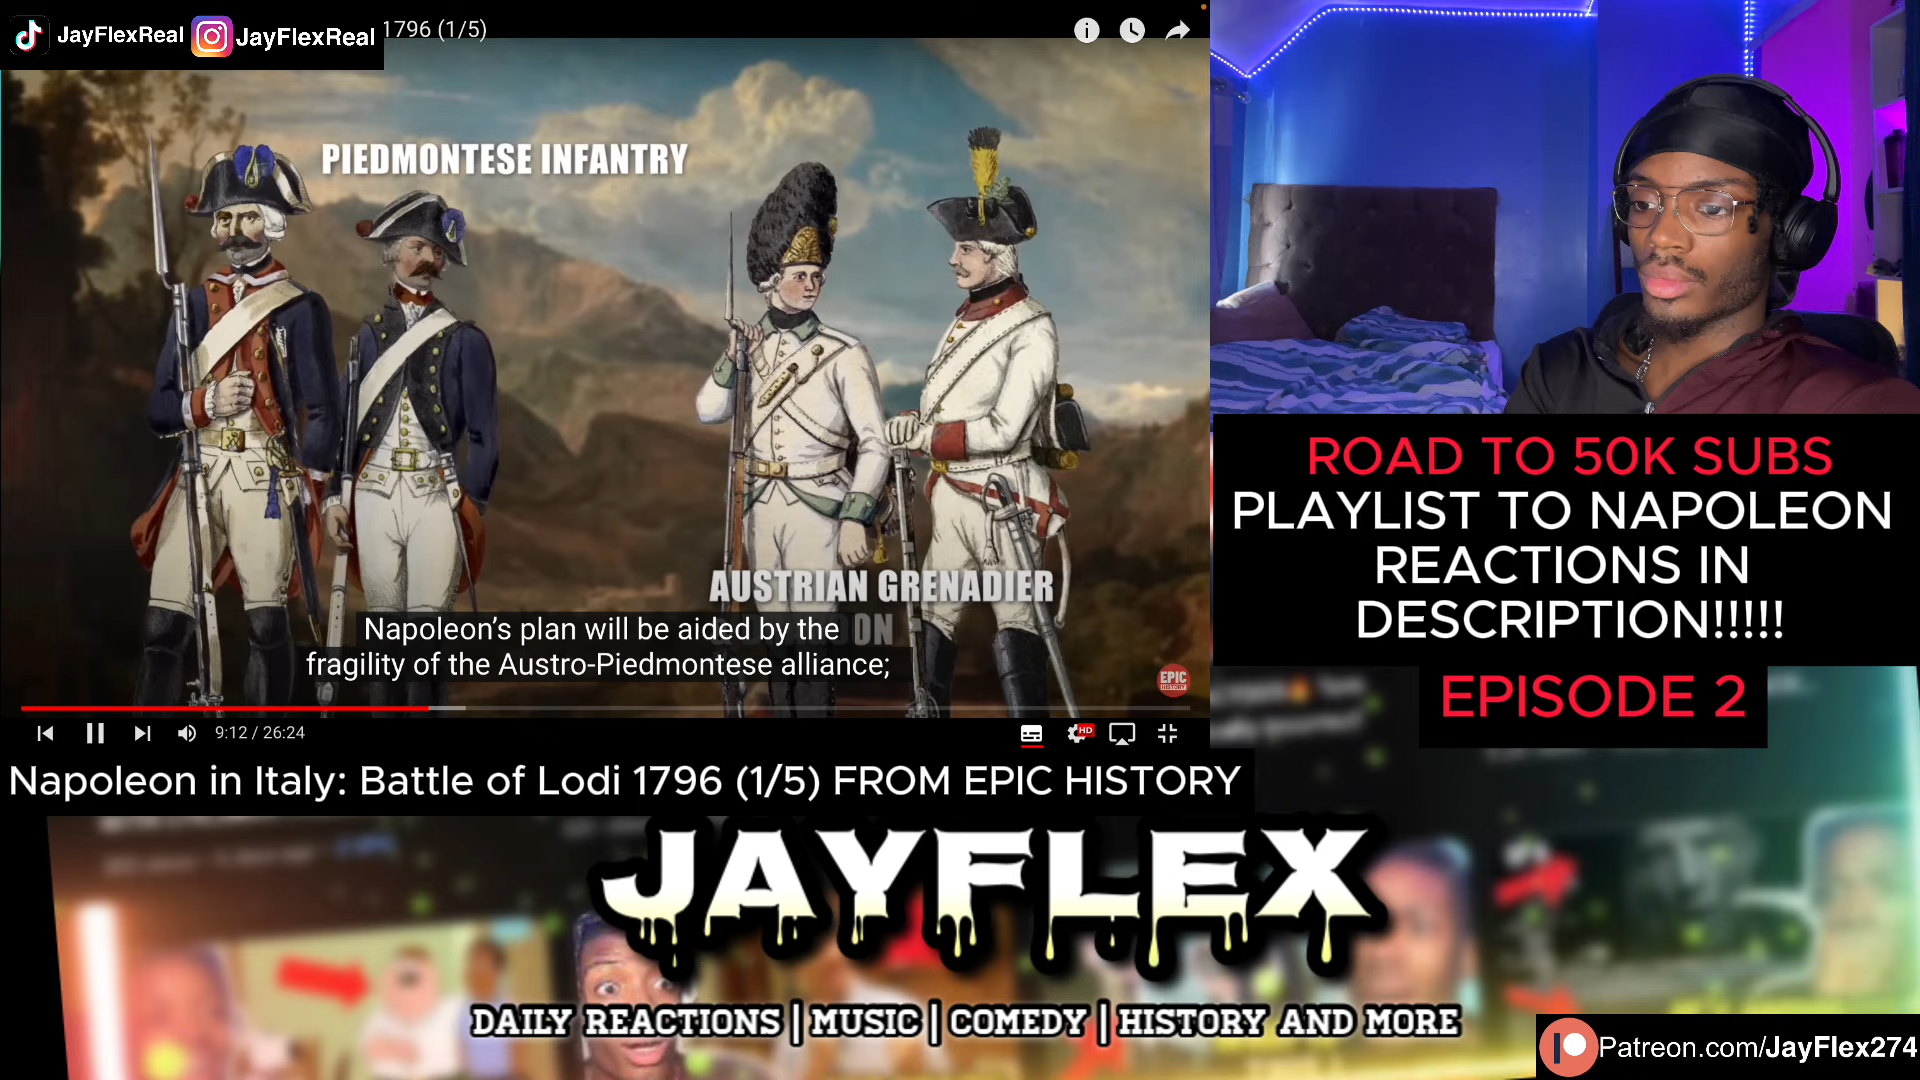 JayFlexReal
JayFlexReal
1796 (1/5)
PIEDMONTESE INFANTRY
AUSTRIAN GRENADIER
ON
Napoleon’s plan will be aided by the
fragility of the Austro-Piedmontese alliance;
EPIC
HISTORY
9:12 / 26:24
HD
Napoleon in Italy: Battle of Lodi 1796 (1/5) FROM EPIC HISTORY
ROAD TO 50K SUBS
PLAYLIST TO NAPOLEON
REACTIONS IN
DESCRIPTION!!!!!
EPISODE 2
JAYFLEX
DAILY REACTIONS | MUSIC | COMEDY | HISTORY AND MORE
Patreon.com/JayFlex274